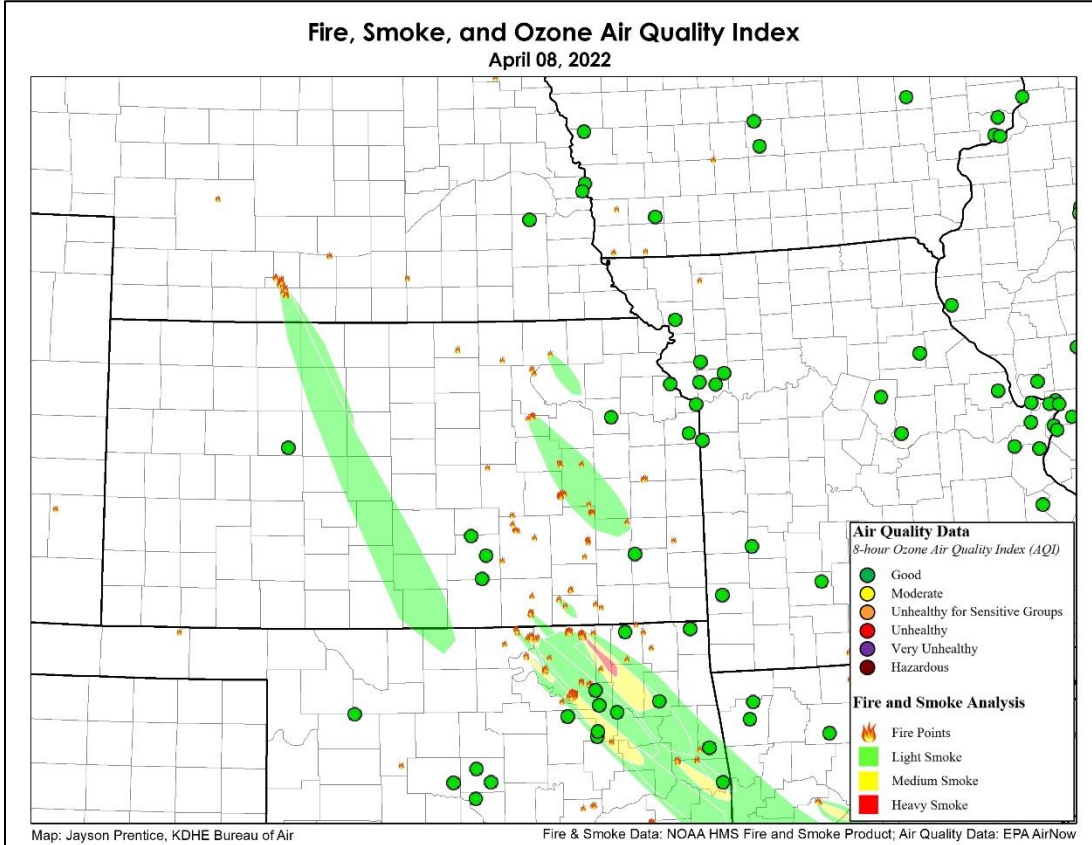 Fire, Smoke, and Ozone Air Quality Index
April 08, 2022
Air Quality Data
8-hour Ozone Air Quality Index (AQI)
Good
Moderate
Unhealthy for Sensitive Groups
Unhealthy
Very Unhealthy
Hazardous
Fire and Smoke Analysis
Fire Points
Light Smoke
Medium Smoke
Heavy Smoke
Map: Jayson Prentice, KDHE Bureau of Air
Fire & Smoke Data: NOAA HMS Fire and Smoke Product; Air Quality Data: EPA AirNow